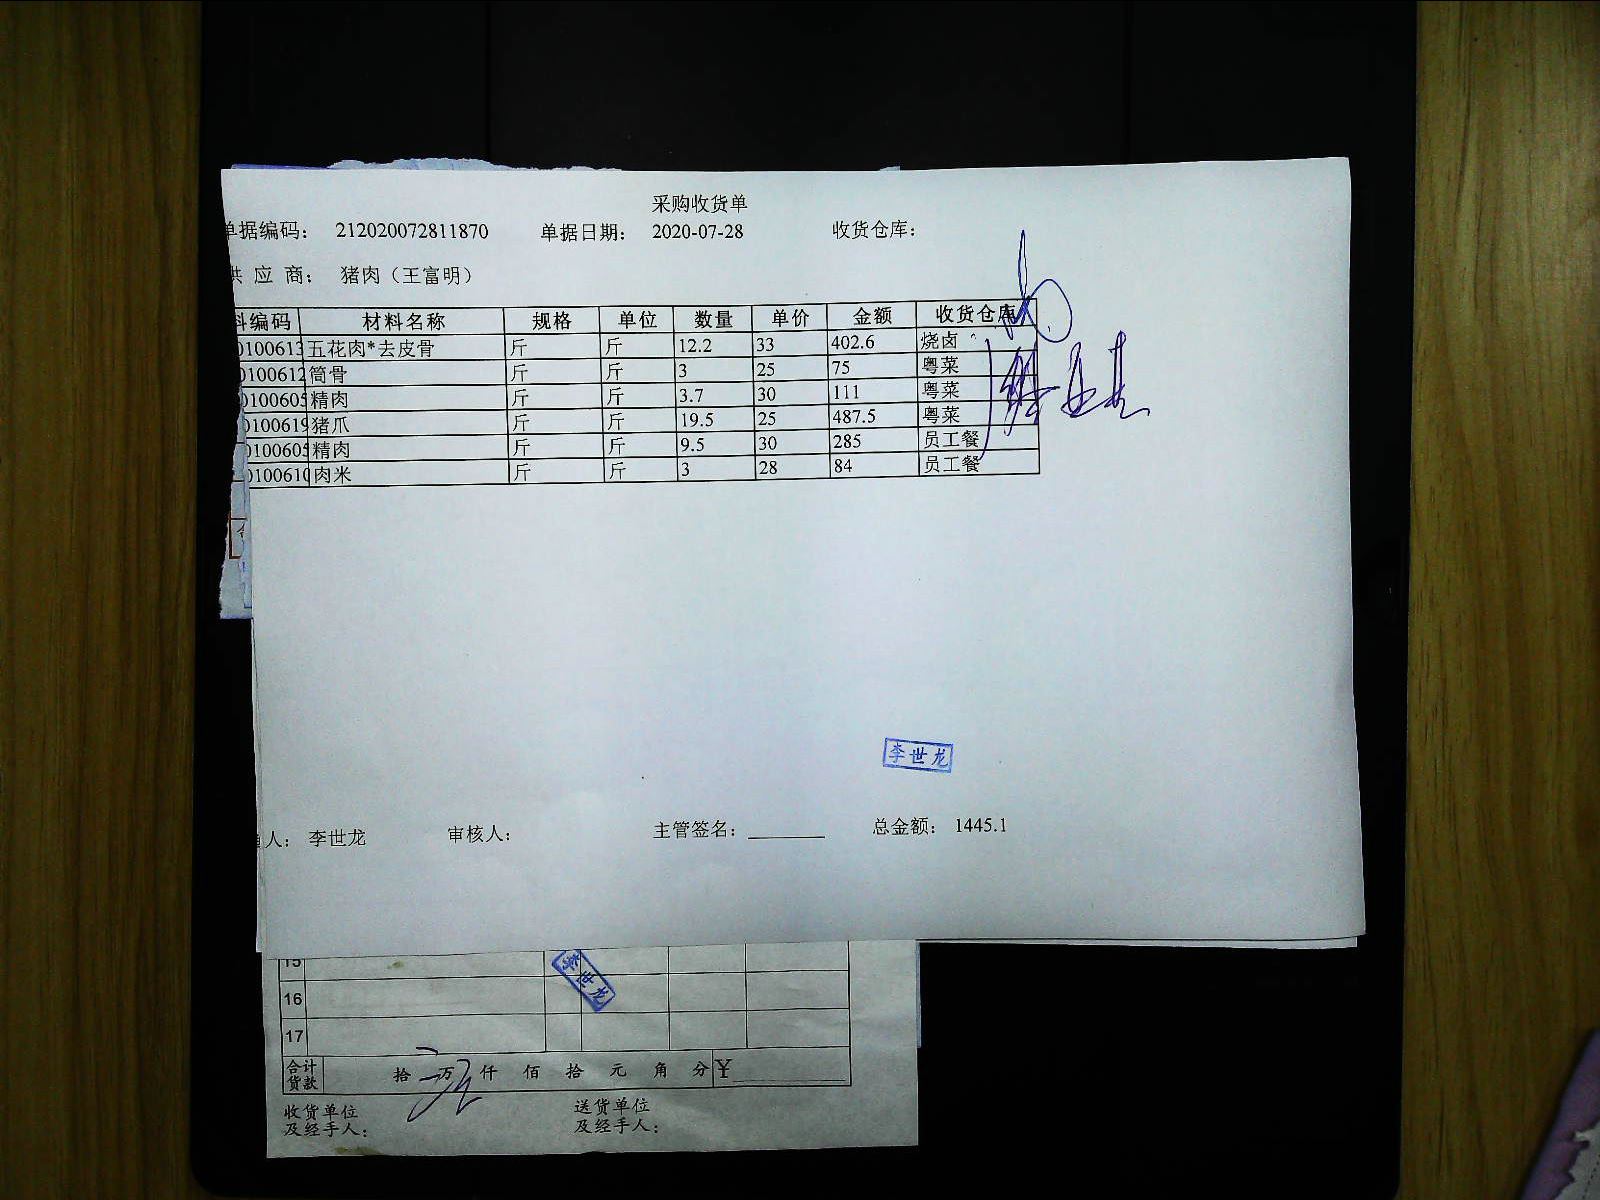 采购收货单
单据编码： 212020072811870 单据日期： 2020-07-28 收货仓库：
供 应 商： 猪肉（王富明）
料编码 材料名称 规格 单位 数量 单价 金额 收货仓库
0100613 五花肉*去皮骨 斤 斤 12.2 33 402.6 烧卤
0100612 筒骨 斤 斤 3 25 75 粤菜
0100605 精肉 斤 斤 3.7 30 111 粤菜
0100619 猪爪 斤 斤 19.5 25 487.5 粤菜
0100605 精肉 斤 斤 9.5 30 285 员工餐
0100610 肉米 斤 斤 3 28 84 员工餐
李世龙
人： 李世龙 审核人： 主管签名： 总金额： 1445.1
15
李世龙
16
17
合计货款 拾 万 仟 佰 拾 元 角 分 ￥
收货单位 送货单位
及经手人： 及经手人：